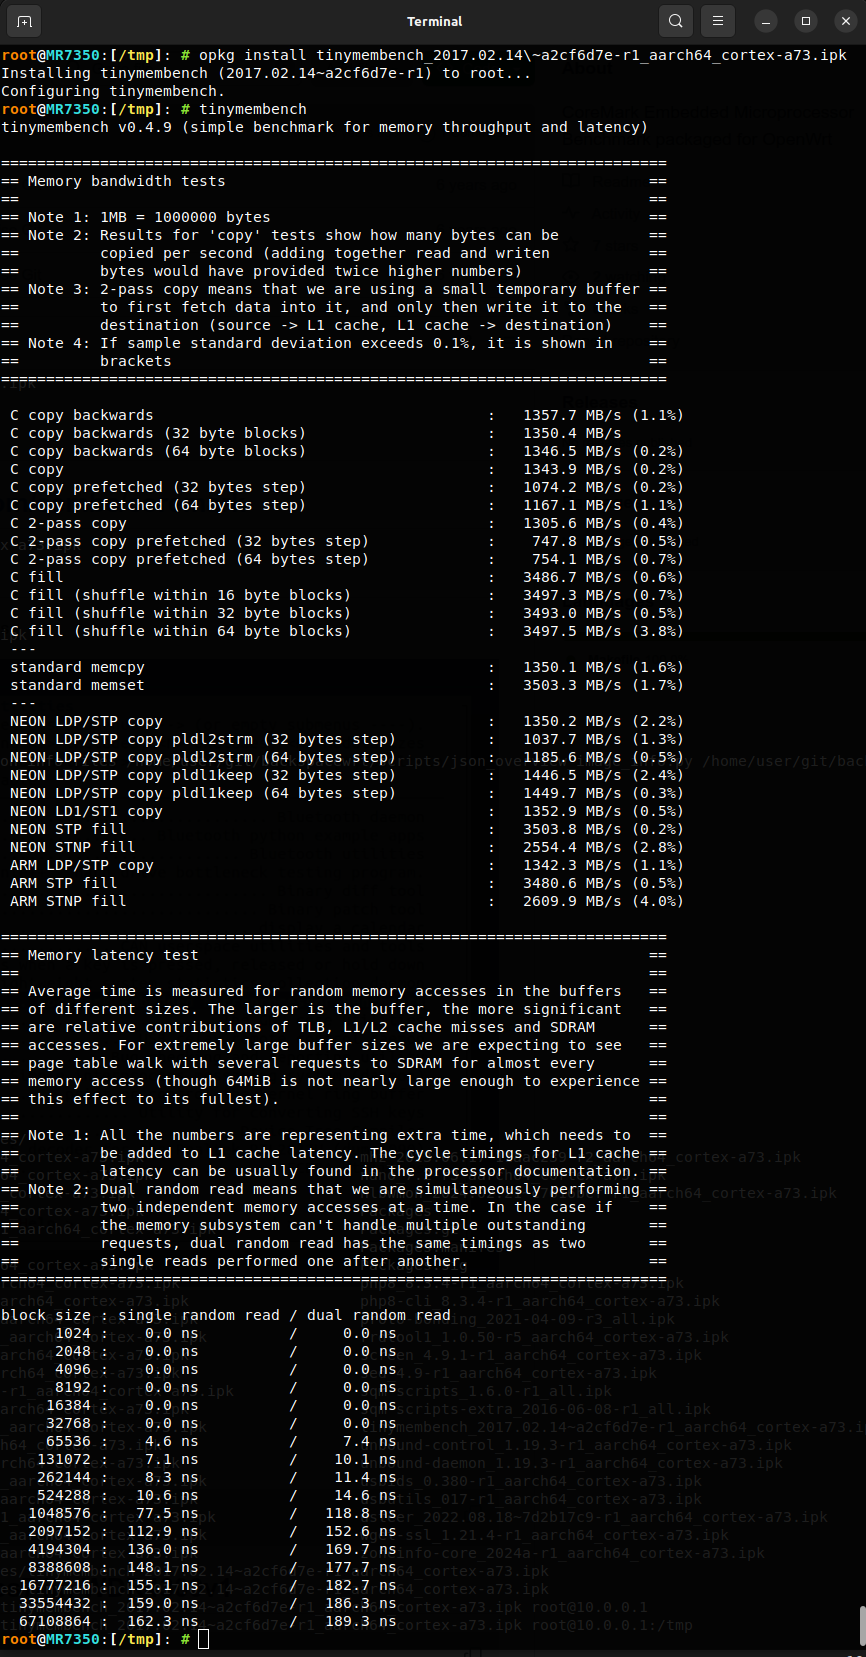 Terminal
root@MR7350:[/tmp]: # opkg install tinymembench_2017.02.14\~a2cf6d7e-r1_aarch64_cortex-a73.ipk
Installing tinymembench (2017.02.14~a2cf6d7e-r1) to root...
Configuring tinymembench.
root@MR7350:[/tmp]: # tinymembench
tinymembench v0.4.9 (simple benchmark for memory throughput and latency)
==========================================================================
== Memory bandwidth tests                                               ==
==                                                                      ==
== Note 1: 1MB = 1000000 bytes                                          ==
== Note 2: Results for 'copy' tests show how many bytes can be          ==
==         copied per second (adding together read and writen           ==
==         bytes would have provided twice higher numbers)              ==
== Note 3: 2-pass copy means that we are using a small temporary buffer ==
==         to first fetch data into it, and only then write it to the   ==
==         destination (source -> L1 cache, L1 cache -> destination)    ==
== Note 4: If sample standard deviation exceeds 0.1%, it is shown in    ==
==         brackets                                                     ==
==========================================================================
C copy backwards                                     :   1357.7 MB/s (1.1%)
C copy backwards (32 byte blocks)                    :   1350.4 MB/s
C copy backwards (64 byte blocks)                    :   1346.5 MB/s (0.2%)
C copy                                               :   1343.9 MB/s (0.2%)
C copy prefetched (32 bytes step)                    :   1074.2 MB/s (0.2%)
C copy prefetched (64 bytes step)                    :   1167.1 MB/s (1.1%)
C 2-pass copy                                        :   1305.6 MB/s (0.4%)
C 2-pass copy prefetched (32 bytes step)             :    747.8 MB/s (0.5%)
C 2-pass copy prefetched (64 bytes step)             :    754.1 MB/s (0.7%)
C fill                                               :   3486.7 MB/s (0.6%)
C fill (shuffle within 16 byte blocks)               :   3497.3 MB/s (0.7%)
C fill (shuffle within 32 byte blocks)               :   3493.0 MB/s (0.5%)
C fill (shuffle within 64 byte blocks)               :   3497.5 MB/s (3.8%)
---
standard memcpy                                      :   1350.1 MB/s (1.6%)
standard memset                                      :   3503.3 MB/s (1.7%)
---
NEON LDP/STP copy                                    :   1350.2 MB/s (2.2%)
NEON LDP/STP copy pldl2strm (32 bytes step)          :   1037.7 MB/s (1.3%)
NEON LDP/STP copy pldl2strm (64 bytes step)          :   1185.6 MB/s (0.5%)
NEON LDP/STP copy pldl1keep (32 bytes step)          :   1446.5 MB/s (2.4%)
NEON LDP/STP copy pldl1keep (64 bytes step)          :   1449.7 MB/s (0.3%)
NEON LD1/ST1 copy                                    :   1352.9 MB/s (0.5%)
NEON STP fill                                        :   3503.8 MB/s (0.2%)
NEON STNP fill                                       :   2554.4 MB/s (2.8%)
ARM LDP/STP copy                                     :   1342.3 MB/s (1.1%)
ARM STP fill                                         :   3480.6 MB/s (0.5%)
ARM STNP fill                                        :   2609.9 MB/s (4.0%)
==========================================================================
== Memory latency test                                                  ==
==                                                                      ==
== Average time is measured for random memory accesses in the buffers   ==
== of different sizes. The larger is the buffer, the more significant   ==
== are relative contributions of TLB, L1/L2 cache misses and SDRAM      ==
== accesses. For extremely large buffer sizes we are expecting to see   ==
== page table walk with several requests to SDRAM for almost every      ==
== memory access (though 64MiB is not nearly large enough to experience ==
== this effect to its fullest).                                         ==
==                                                                      ==
== Note 1: All the numbers are representing extra time, which needs to  ==
==         be added to L1 cache latency. The cycle timings for L1 cache ==
==         latency can be usually found in the processor documentation. ==
== Note 2: Dual random read means that we are simultaneously performing ==
==         two independent memory accesses at a time. In the case if    ==
==         the memory subsystem can't handle multiple outstanding       ==
==         requests, dual random read has the same timings as two       ==
==         single reads performed one after another.                    ==
==========================================================================
block size : single random read / dual random read
1024 :    0.0 ns          /     0.0 ns
2048 :    0.0 ns          /     0.0 ns
4096 :    0.0 ns          /     0.0 ns
8192 :    0.0 ns          /     0.0 ns
16384 :    0.0 ns          /     0.0 ns
32768 :    0.0 ns          /     0.0 ns
65536 :    4.6 ns          /     7.4 ns
131072 :    7.1 ns          /    10.1 ns
262144 :    8.3 ns          /    11.4 ns
524288 :   10.6 ns          /    14.6 ns
1048576 :   77.5 ns          /   118.8 ns
2097152 :  112.9 ns          /   152.6 ns
4194304 :  136.0 ns          /   169.7 ns
8388608 :  148.1 ns          /   177.7 ns
16777216 :  155.1 ns          /   182.7 ns
33554432 :  159.0 ns          /   186.3 ns
67108864 :  162.3 ns          /   189.3 ns
root@MR7350:[/tmp]: #